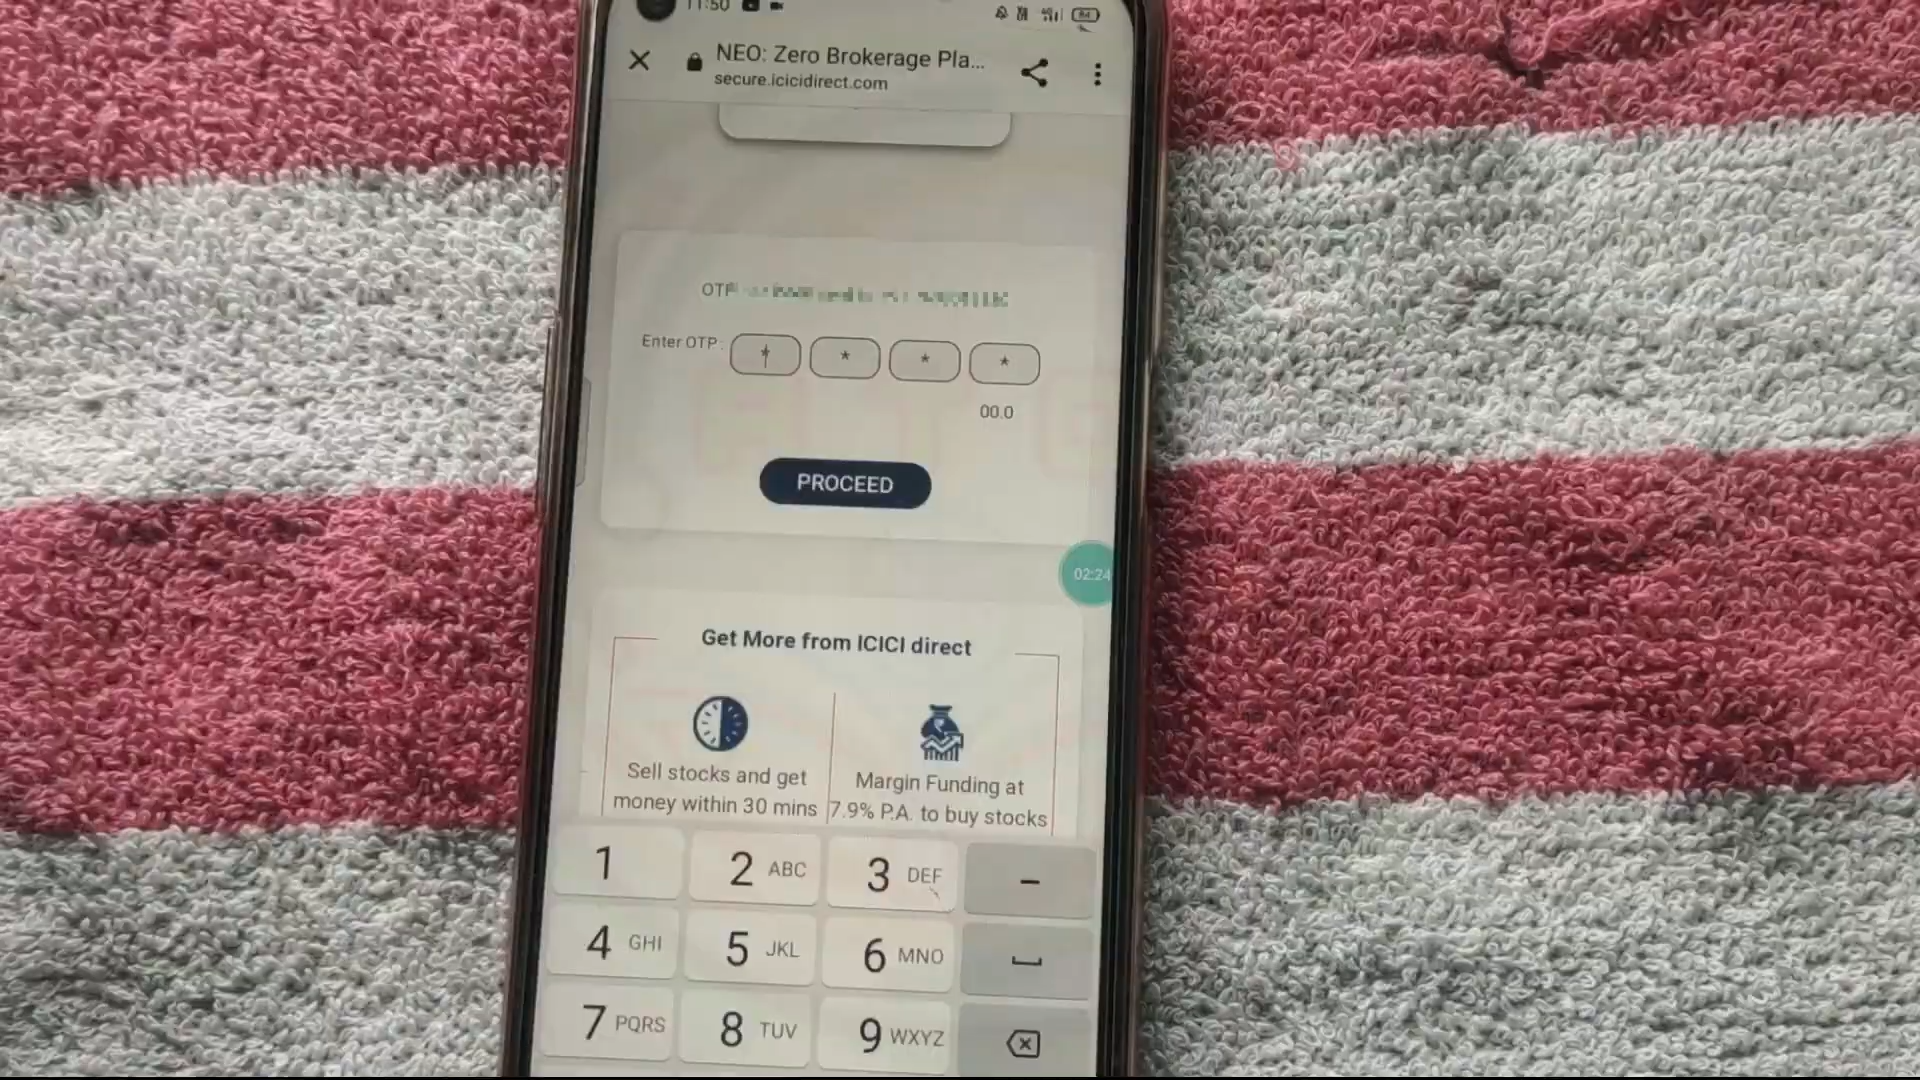 11:50
84
NEO: Zero Brokerage Pla...
secure.icicidirect.com
OTP
Enter OTP: * * * *
00.0
PROCEED
02:24
Get More from ICICI direct
Sell stocks and get
money within 30 mins
Margin Funding at
7.9% P.A. to buy stocks
1 2 ABC 3 DEF -
4 GHI 5 JKL 6 MNO
7 PQRS 8 TUV 9 WXYZ